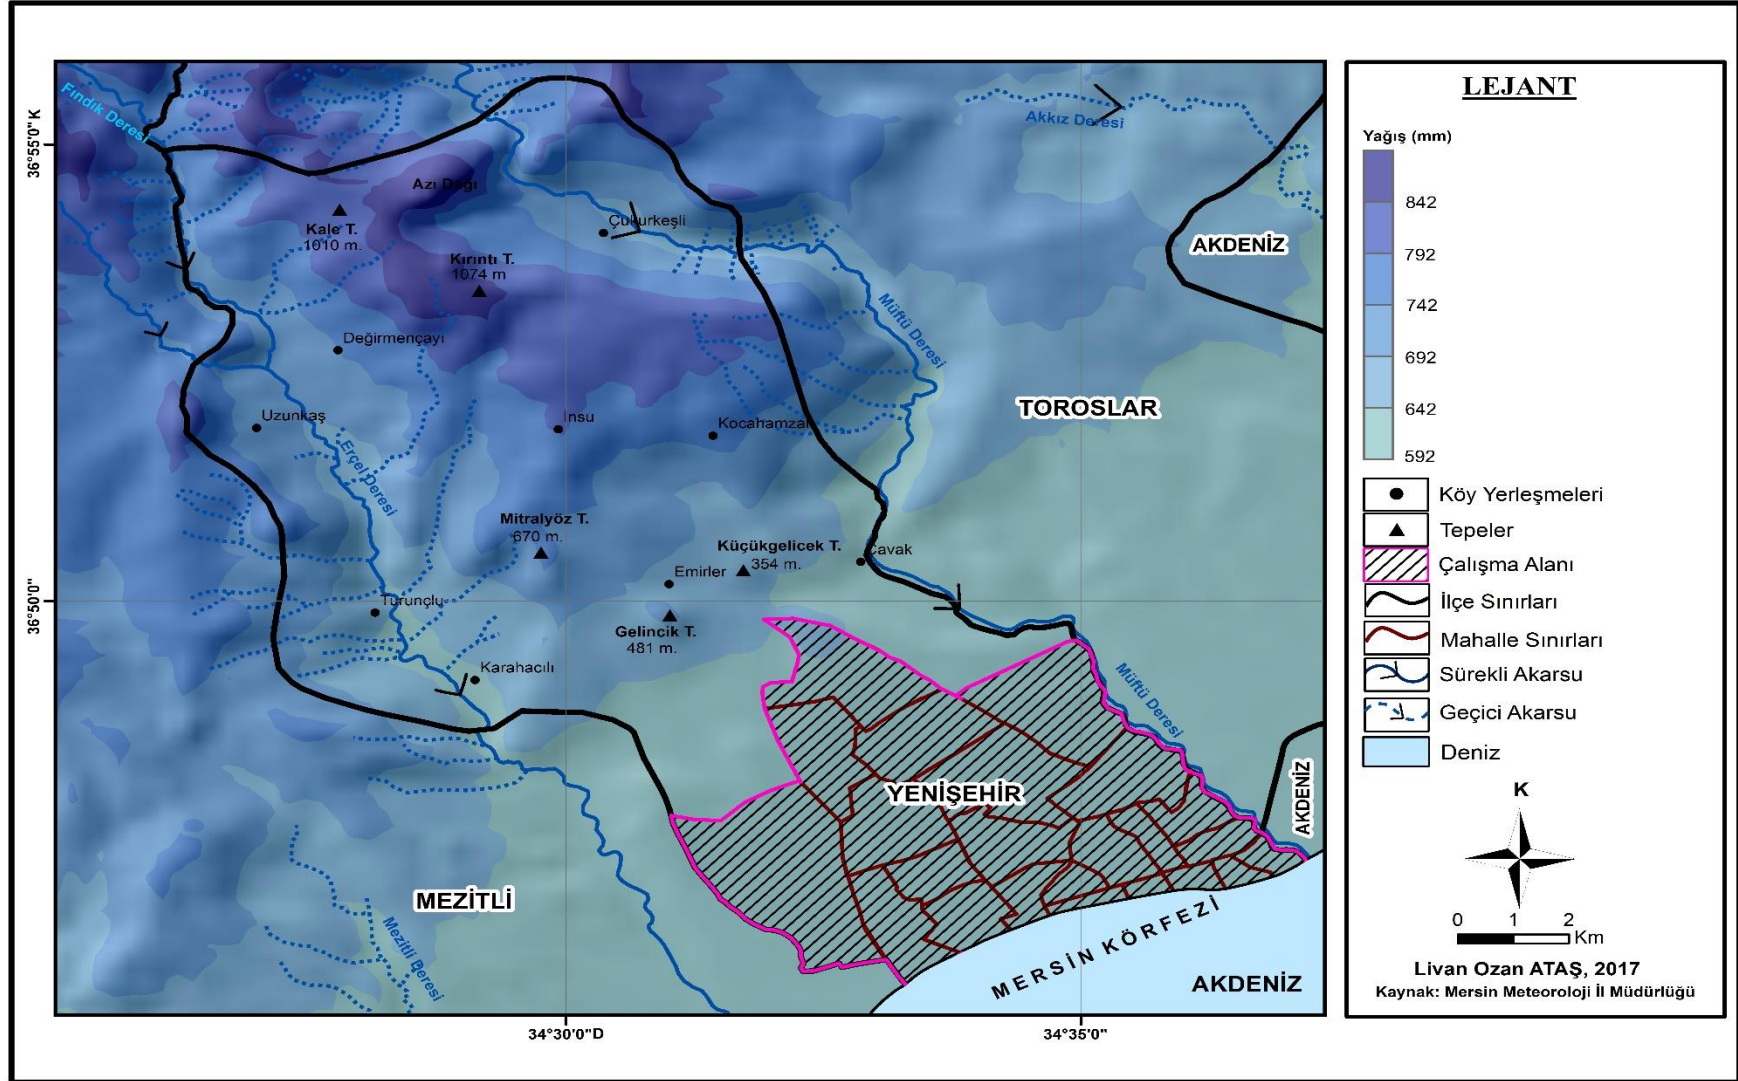 Fındık Deresi
Akkız Deresi
Azı Dağı
Kale T.
1010 m.
Çukurkeşli
AKDENİZ
Kırıntı T.
1074 m
Müftü Deresi
Değirmençayı
Uzunkaş
İnsu
Kocahamzalı
TOROSLAR
Erçel Deresi
Mitralyöz T.
670 m.
Küçükgelicek T.
354 m.
Çavak
Emirler
Turunçlu
Gelincik T.
481 m.
Karahacılı
Müftü Deresi
YENİŞEHİR
AKDENİZ
MEZİTLİ
Mezitli Deresi
MERSİN KÖRFEZİ
AKDENİZ
36°55'0" K
36°50'0"
34°30'0"D
34°35'0"
LEJANT
Yağış (mm)
842
792
742
692
642
592
Köy Yerleşmeleri
Tepeler
Çalışma Alanı
İlçe Sınırları
Mahalle Sınırları
Sürekli Akarsu
Geçici Akarsu
Deniz
K
0 1 2
Km
Livan Ozan ATAŞ, 2017
Kaynak: Mersin Meteoroloji İl Müdürlüğü